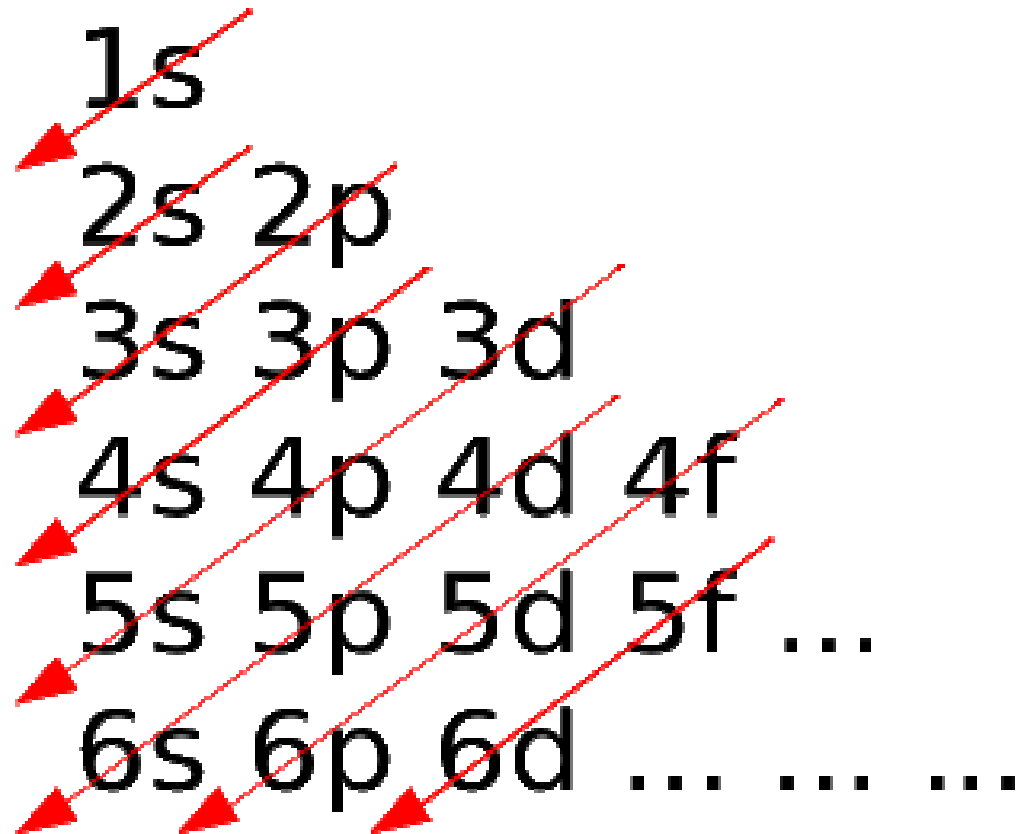 1s
2s 2p
3s 3p 3d
4s 4p 4d 4f
5s 5p 5d 5f ...
6s 6p 6d ... ... ...